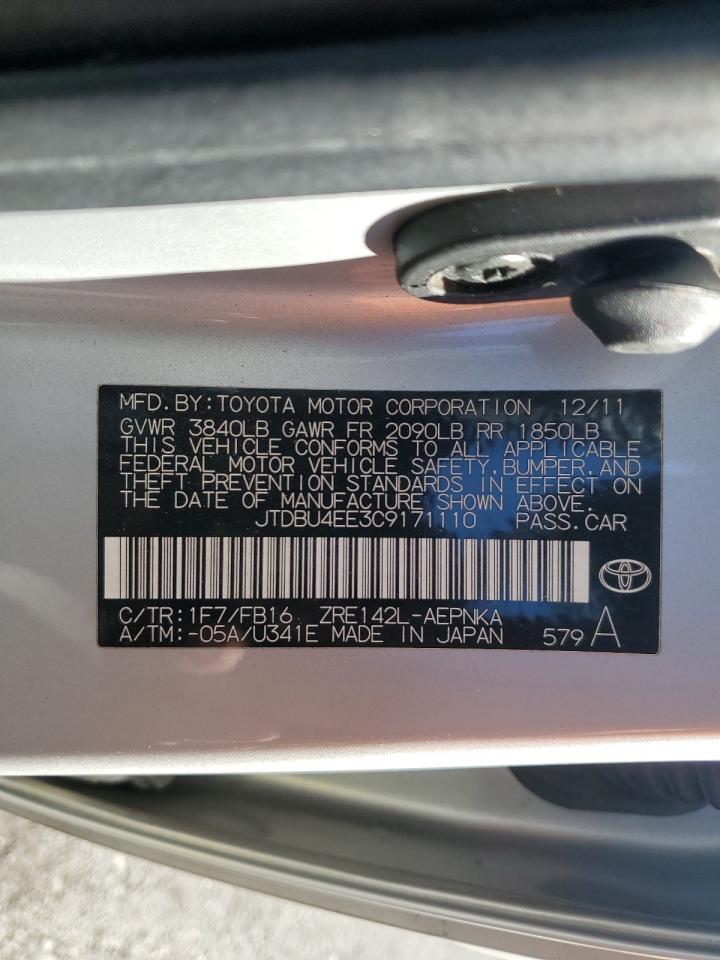 MFD.BY:TOYOTA MOTOR CORPORATION 12/11
GVWR 3840LB GAWR FR 2090LB RR 1850LB
THIS VEHICLE CONFORMS TO ALL APPLICABLE
FEDERAL MOTOR VEHICLE SAFETY,BUMPER,AND
THEFT PREVENTION STANDARDS IN EFFECT ON
THE DATE OF MANUFACTURE SHOWN ABOVE.
JTDBU4EE3C9171110 PASS.CAR
C/TR:1F7/FB16 ZRE142L-AEPNKA
A/TM:-05A/U341E MADE IN JAPAN 579 A